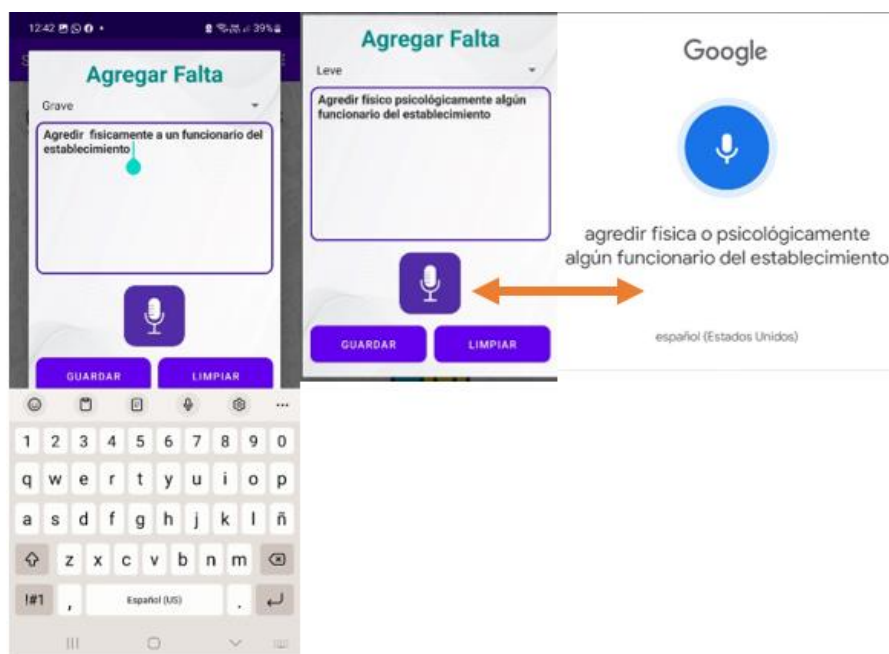 12:42
39%
Agregar Falta
Grave
Agredir fisicamente a un funcionario del
establecimiento
GUARDAR
LIMPIAR
1 2 3 4 5 6 7 8 9 0
q w e r t y u i o p
a s d f g h j k l ñ
z x c v b n m
!#1 , Español (US) .
Agregar Falta
Leve
Agredir físico psicológicamente algún
funcionario del establecimiento
GUARDAR
LIMPIAR
Google
agredir fisica o psicológicamente
algún funcionario del establecimiento
español (Estados Unidos)